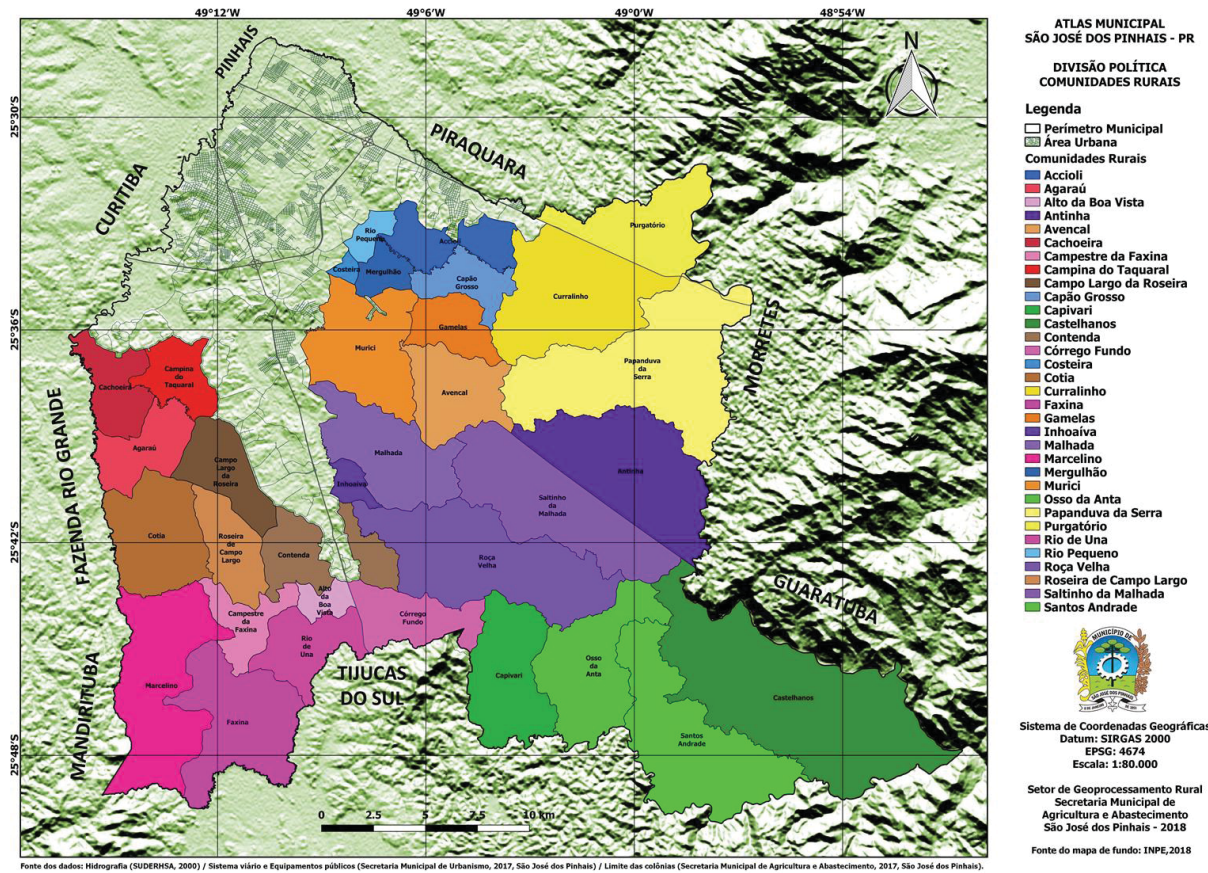 49°12'W 49°6'W 49°0'W 48°54'W
25°30'S
25°36'S
25°42'S
25°48'S
N
PINHAIS
CURITIBA
PIRAQUARA
MORRETES
GUARATUBA
TIJUCAS
DO SUL
FAZENDA RIO GRANDE
MANDIRITUBA
Purgatório
Rio
Pequeno
Accioli
Costeira
Mergulhão
Capão
Grosso
Curralinho
Gamelas
Murici
Papanduva
da
Serra
Avencal
Cachoeira
Campina
do
Taquaral
Agaraú
Campo
Largo
da
Roseira
Malhada
Inhoaiva
Antinha
Saltinho
da
Malhada
Cotia
Roseira
de
Campo
Largo
Contenda
Roça
Velha
Alto
da
Boa
Vista
Campestre
da
Faxina
Córrego
Fundo
Rio
de
Una
Osso
da
Anta
Capivari
Marcelino
Castelhanos
Faxina
Santos
Andrade
0 2.5 5 7.5 10 km
ATLAS MUNICIPAL
SÃO JOSÉ DOS PINHAIS - PR
DIVISÃO POLÍTICA
COMUNIDADES RURAIS
Legenda
Perímetro Municipal
Área Urbana
Comunidades Rurais
Accioli
Agaraú
Alto da Boa Vista
Antinha
Avencal
Cachoeira
Campestre da Faxina
Campina do Taquaral
Campo Largo da Roseira
Capão Grosso
Capivari
Castelhanos
Contenda
Córrego Fundo
Costeira
Cotia
Curralinho
Faxina
Gamelas
Inhoaíva
Malhada
Marcelino
Mergulhão
Murici
Osso da Anta
Papanduva da Serra
Purgatório
Rio de Una
Rio Pequeno
Roça Velha
Roseira de Campo Largo
Saltinho da Malhada
Santos Andrade
MUNICÍPIO DE
SÃO JOSÉ DOS PINHAIS
Sistema de Coordenadas Geográficas
Datum: SIRGAS 2000
EPSG: 4674
Escala: 1:80.000
Setor de Geoprocessamento Rural
Secretaria Municipal de
Agricultura e Abastecimento
São José dos Pinhais - 2018
Fonte do mapa de fundo: INPE,2018
Fonte dos dados: Hidrografia (SUDERHSA, 2000) / Sistema viário e Equipamentos públicos (Secretaria Municipal de Urbanismo, 2017, São José dos Pinhais) / Limite das colônias (Secretaria Municipal de Agricultura e Abastecimento, 2017, São José dos Pinhais).